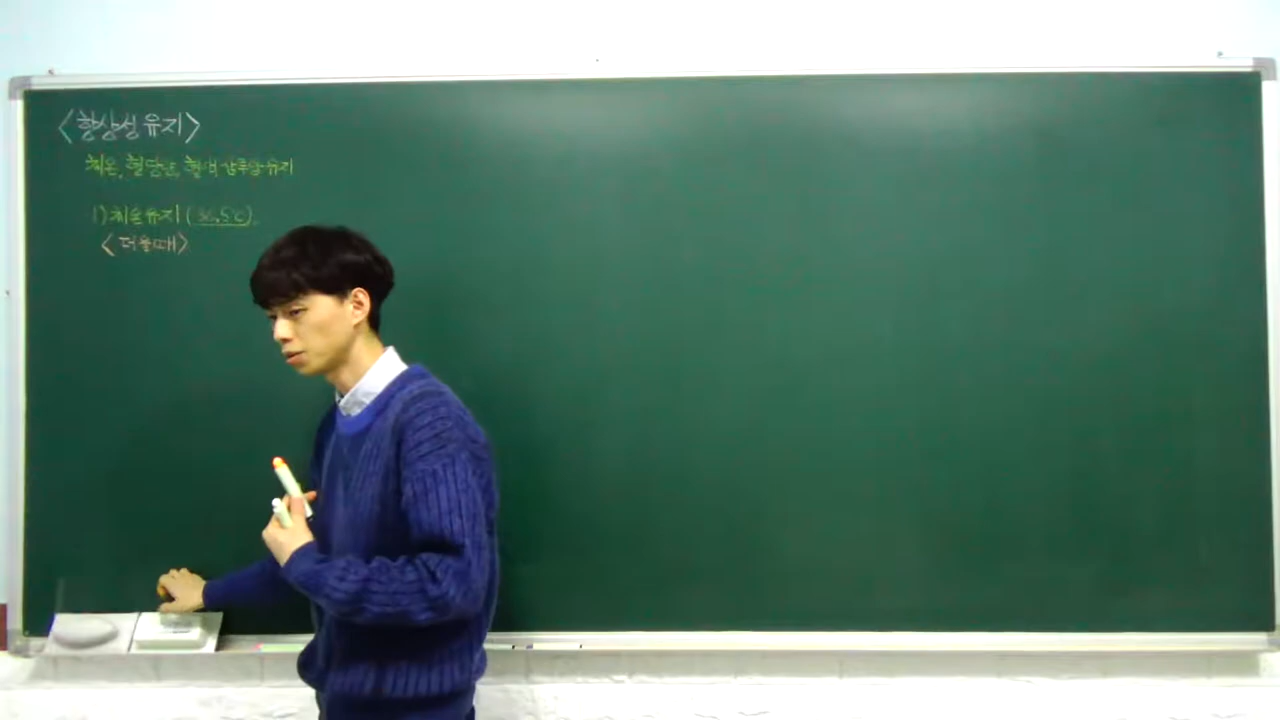 <항상성 유지>
체온, 혈당량, 혈액 삼투압 유지
1) 체온 유지 (36.5℃).
<더울때>